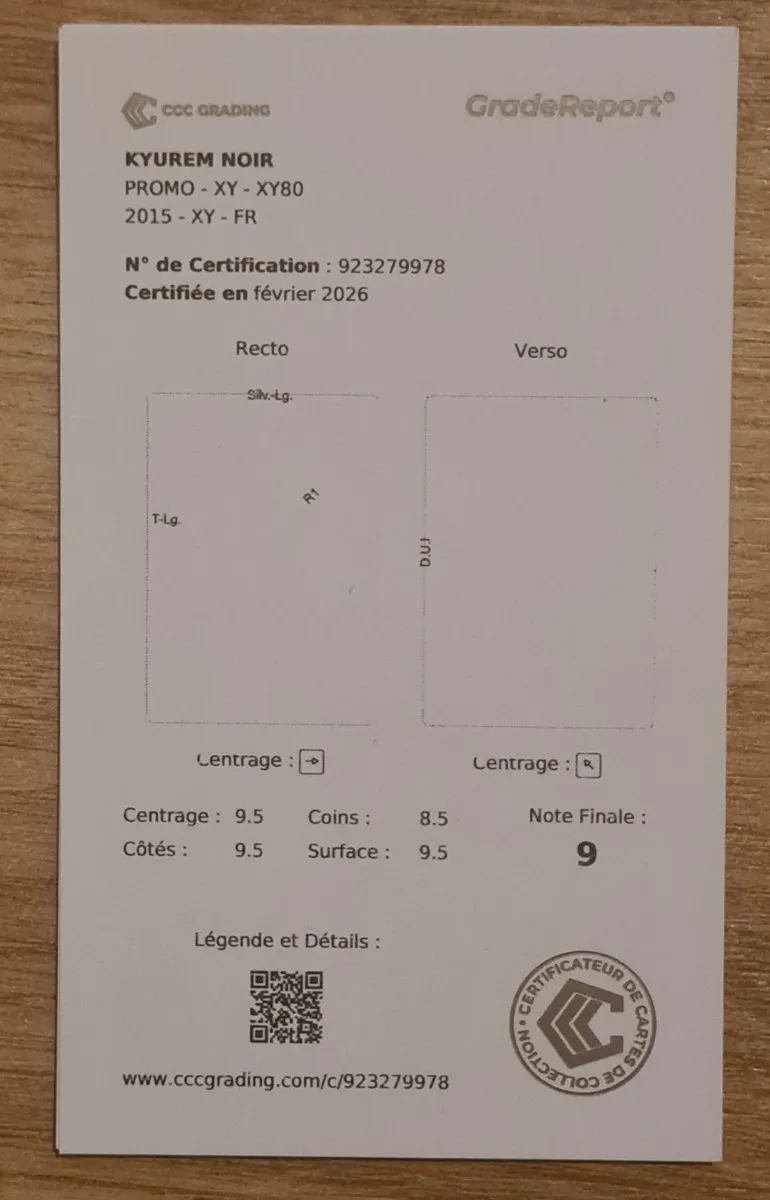 CCC GRADING
GradeReport®
KYUREM NOIR
PROMO - XY - XY80
2015 - XY - FR
N° de Certification : 923279978
Certifiée en février 2026
Recto
Verso
Silv.-Lg.
R1
T-Lg.
D.U.I
Centrage :
Centrage :
Centrage : 9.5 Coins : 8.5
Côtés : 9.5 Surface : 9.5
Note Finale :
9
Légende et Détails :
www.cccgrading.com/c/923279978
CERTIFICATEUR DE CARTES DE COLLECTION •